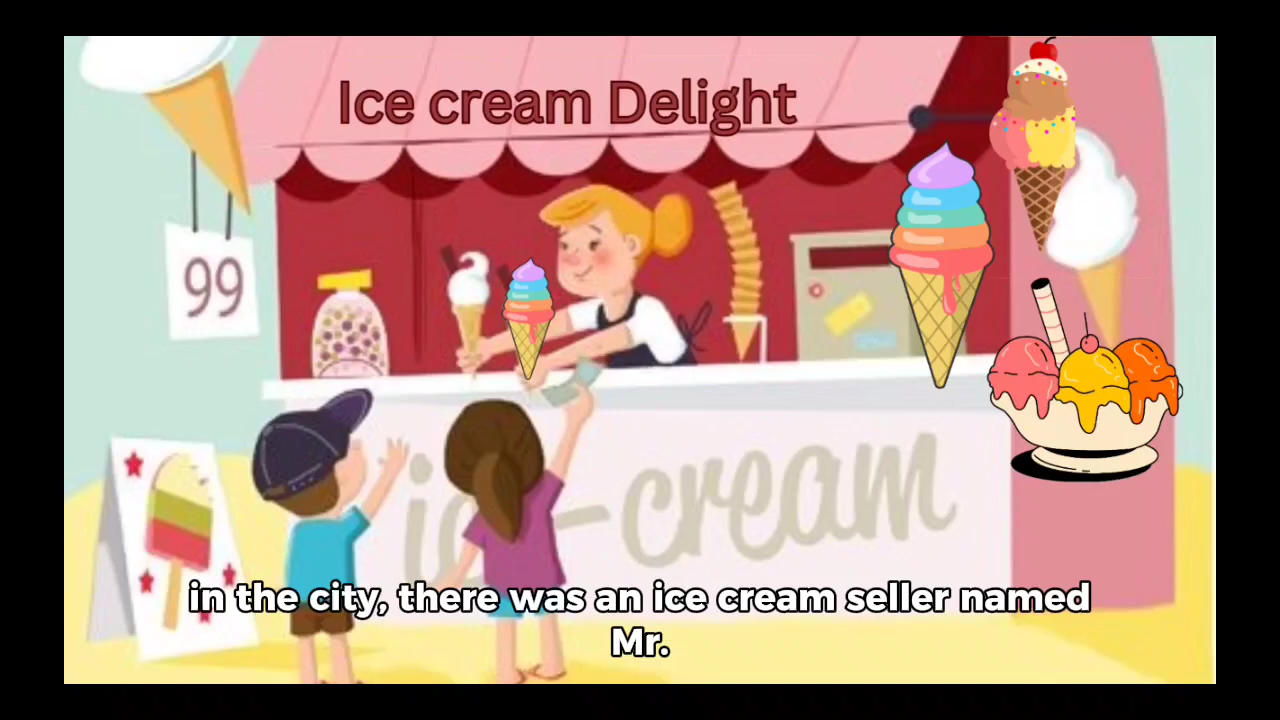 Ice cream Delight
99
ice-cream
in the city, there was an ice cream seller named
Mr.